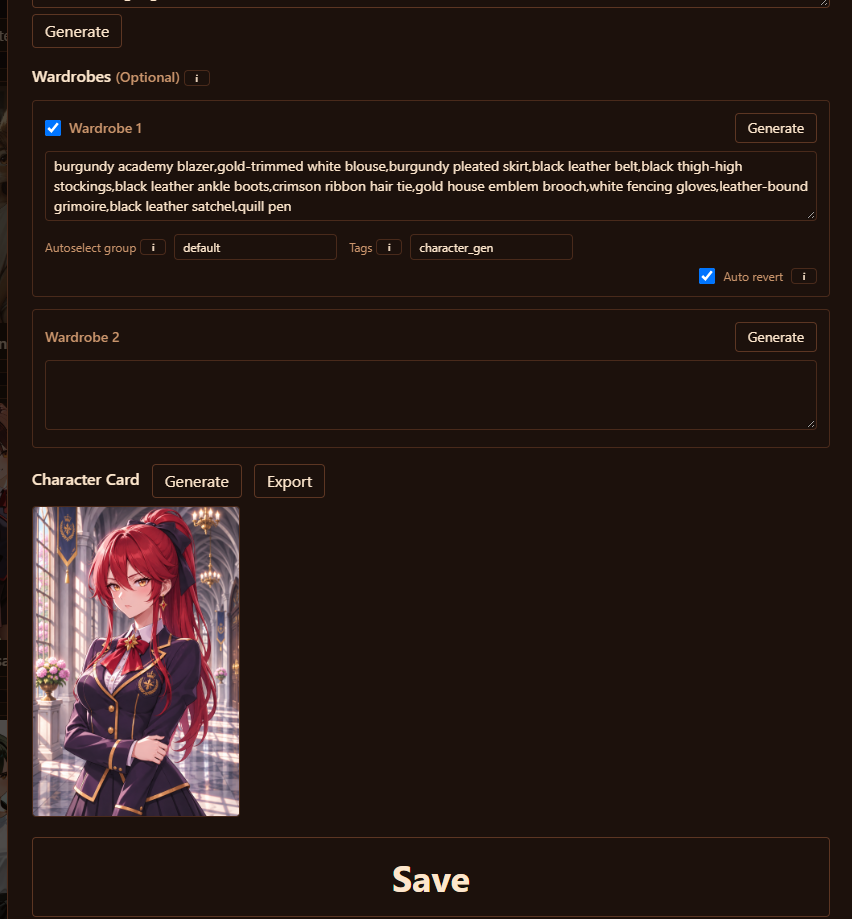 Generate
Wardrobes (Optional) i
Wardrobe 1
Generate
burgundy academy blazer,gold-trimmed white blouse,burgundy pleated skirt,black leather belt,black thigh-high
stockings,black leather ankle boots,crimson ribbon hair tie,gold house emblem brooch,white fencing gloves,leather-bound
grimoire,black leather satchel,quill pen
Autoselect group i default Tags i character_gen
Auto revert i
Wardrobe 2
Generate
Character Card Generate Export
Save